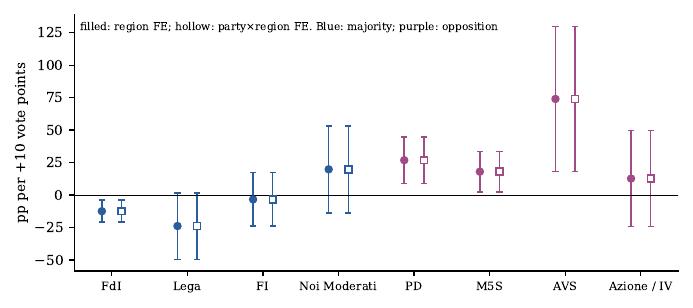 filled: region FE; hollow: party×region FE. Blue: majority; purple: opposition
pp per +10 vote points
125
100
75
50
25
0
−25
−50
FdI Lega FI Noi Moderati PD M5S AVS Azione / IV